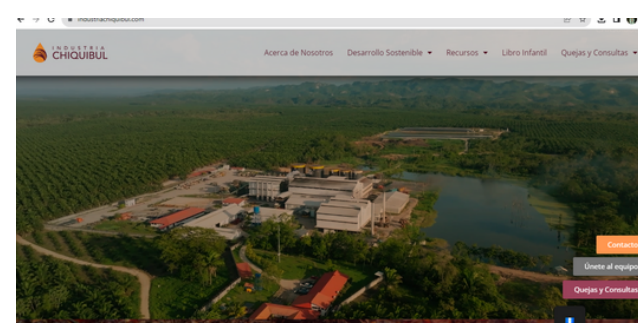 industriachiquibul.com
INDUSTRIA
CHIQUIBUL
Acerca de Nosotros Desarrollo Sostenible Recursos Libro Infantil Quejas y Consultas
Contacto
Únete al equipo
Quejas y Consultas